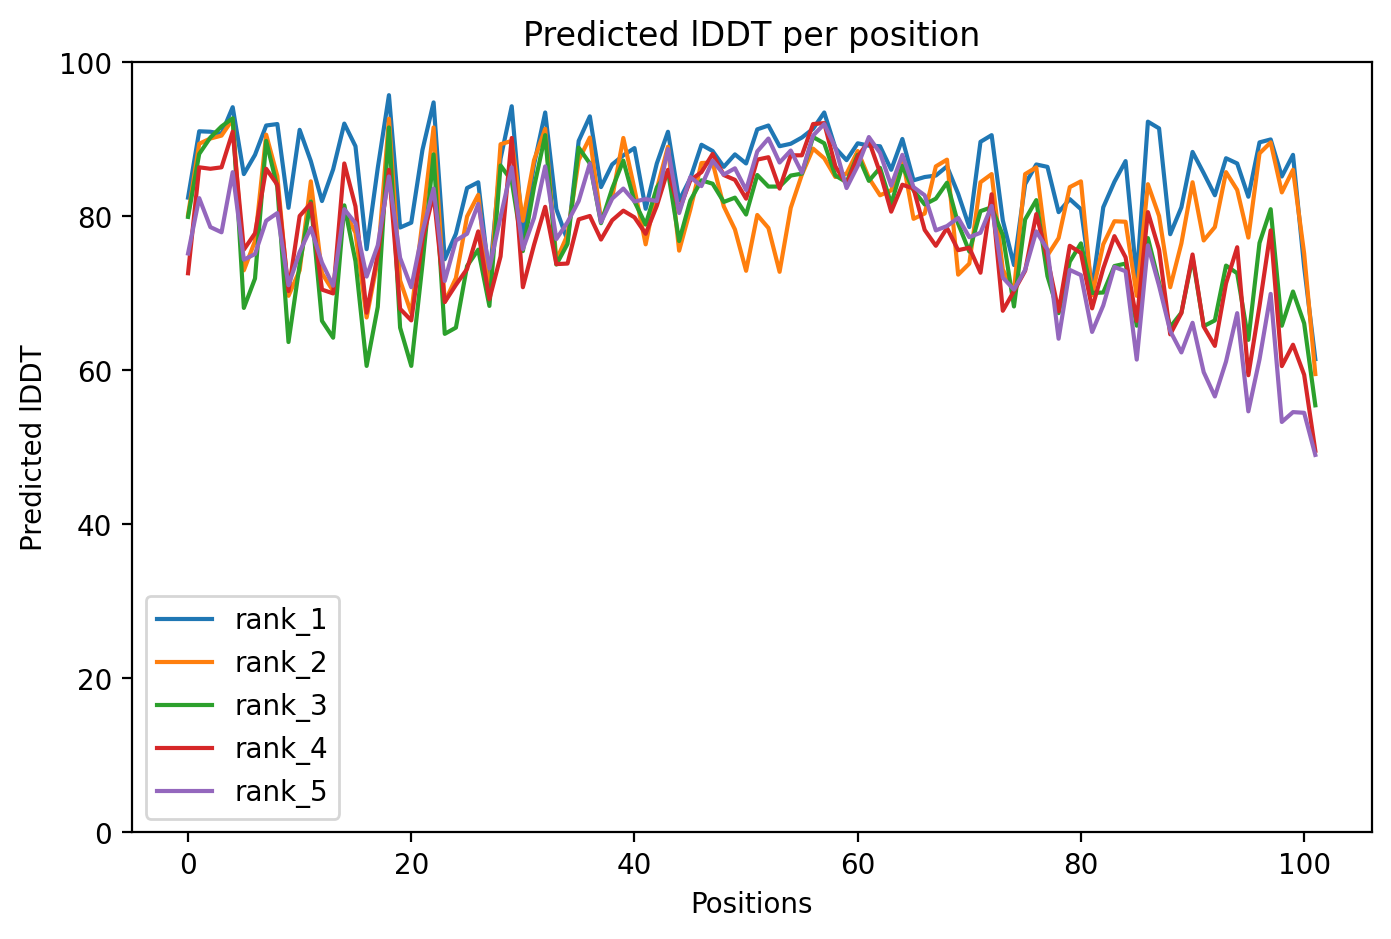 Predicted lDDT per position
Predicted lDDT
100
80
60
40
20
0
rank_1
rank_2
rank_3
rank_4
rank_5
0 20 40 60 80 100
Positions